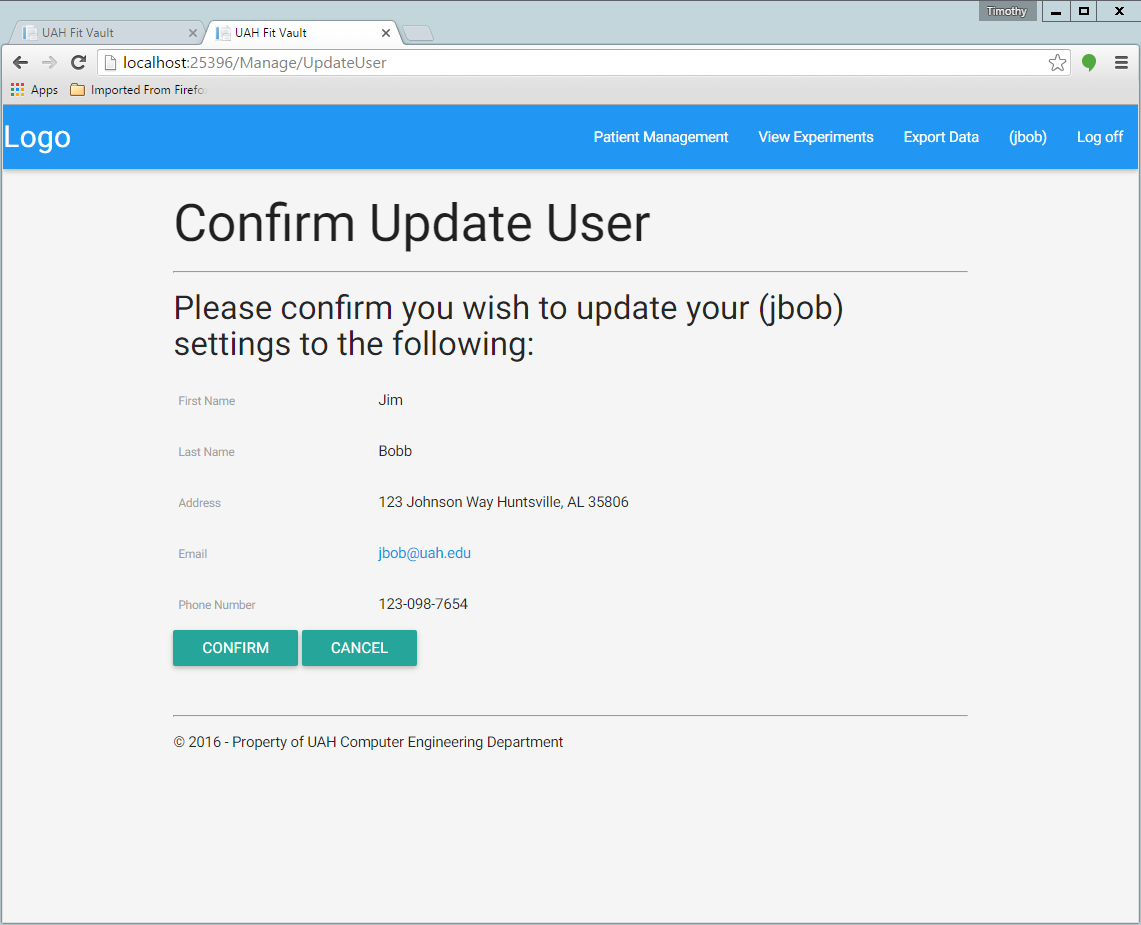 Timothy
UAH Fit Vault
UAH Fit Vault
localhost:25396/Manage/UpdateUser
Apps
Imported From Firefo
Logo
Patient Management
View Experiments
Export Data
(jbob)
Log off
Confirm Update User
Please confirm you wish to update your (jbob)
settings to the following:
First Name Jim
Last Name Bobb
Address 123 Johnson Way Huntsville, AL 35806
Email jbob@uah.edu
Phone Number 123-098-7654
CONFIRM CANCEL
© 2016 - Property of UAH Computer Engineering Department